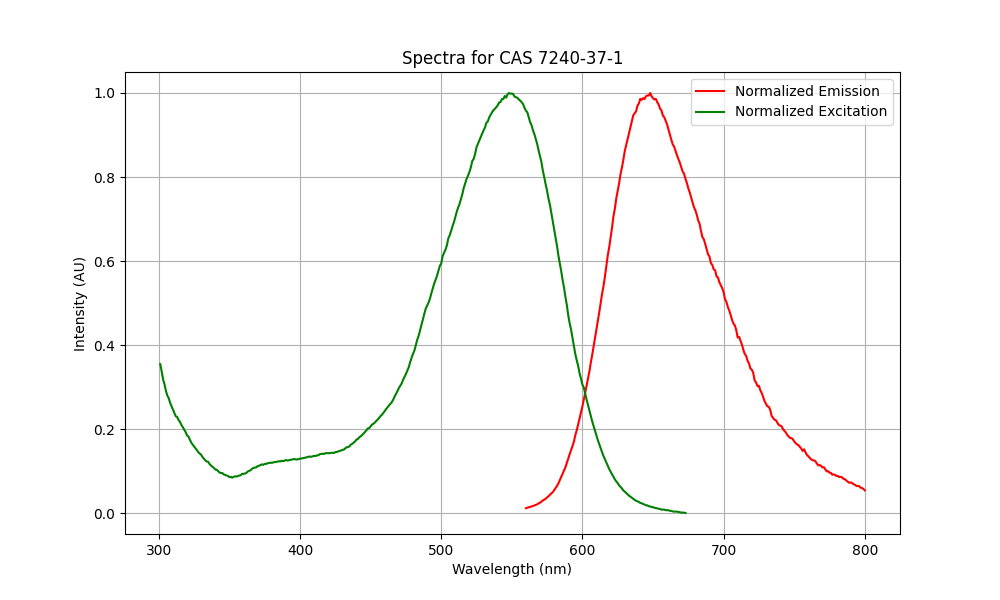 Spectra for CAS 7240-37-1
Normalized Emission
Normalized Excitation
1.0
0.8
0.6
0.4
0.2
0.0
Intensity (AU)
300 400 500 600 700 800
Wavelength (nm)